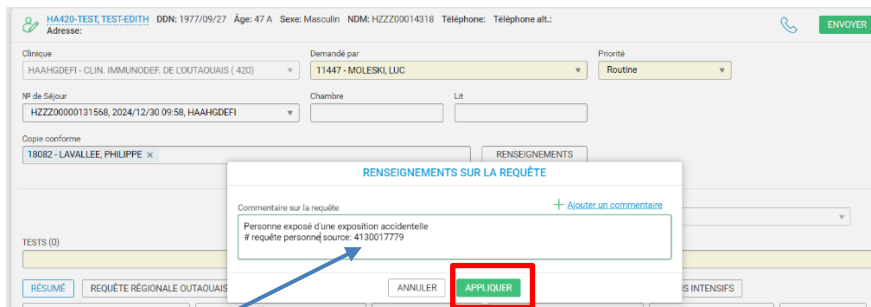 HA420-TEST, TEST-EDITH DDN: 1977/09/27 Âge: 47 A Sexe: Masculin NDM: HZZZ00014318 Téléphone: Téléphone alt.:
Adresse:
ENVOYER
Clinique Demandé par Priorité
HAAHGDEFI - CLIN. IMMUNODEF. DE L'OUTAOUAIS ( 420) 11447 - MOLESKI, LUC Routine
Nº de Séjour Chambre Lit
HZZZ00000131568, 2024/12/30 09:58, HAAHGDEFI
Copie conforme
18082 - LAVALLEE, PHILIPPE × RENSEIGNEMENTS
RENSEIGNEMENTS SUR LA REQUÊTE
Commentaire sur la requête + Ajouter un commentaire
Personne exposé d'une exposition accidentelle
# requête personne source: 4130017779
TESTS (0)
ANNULER APPLIQUER
RÉSUMÉ REQUÊTE RÉGIONALE OUTAOUAIS S INTENSIFS